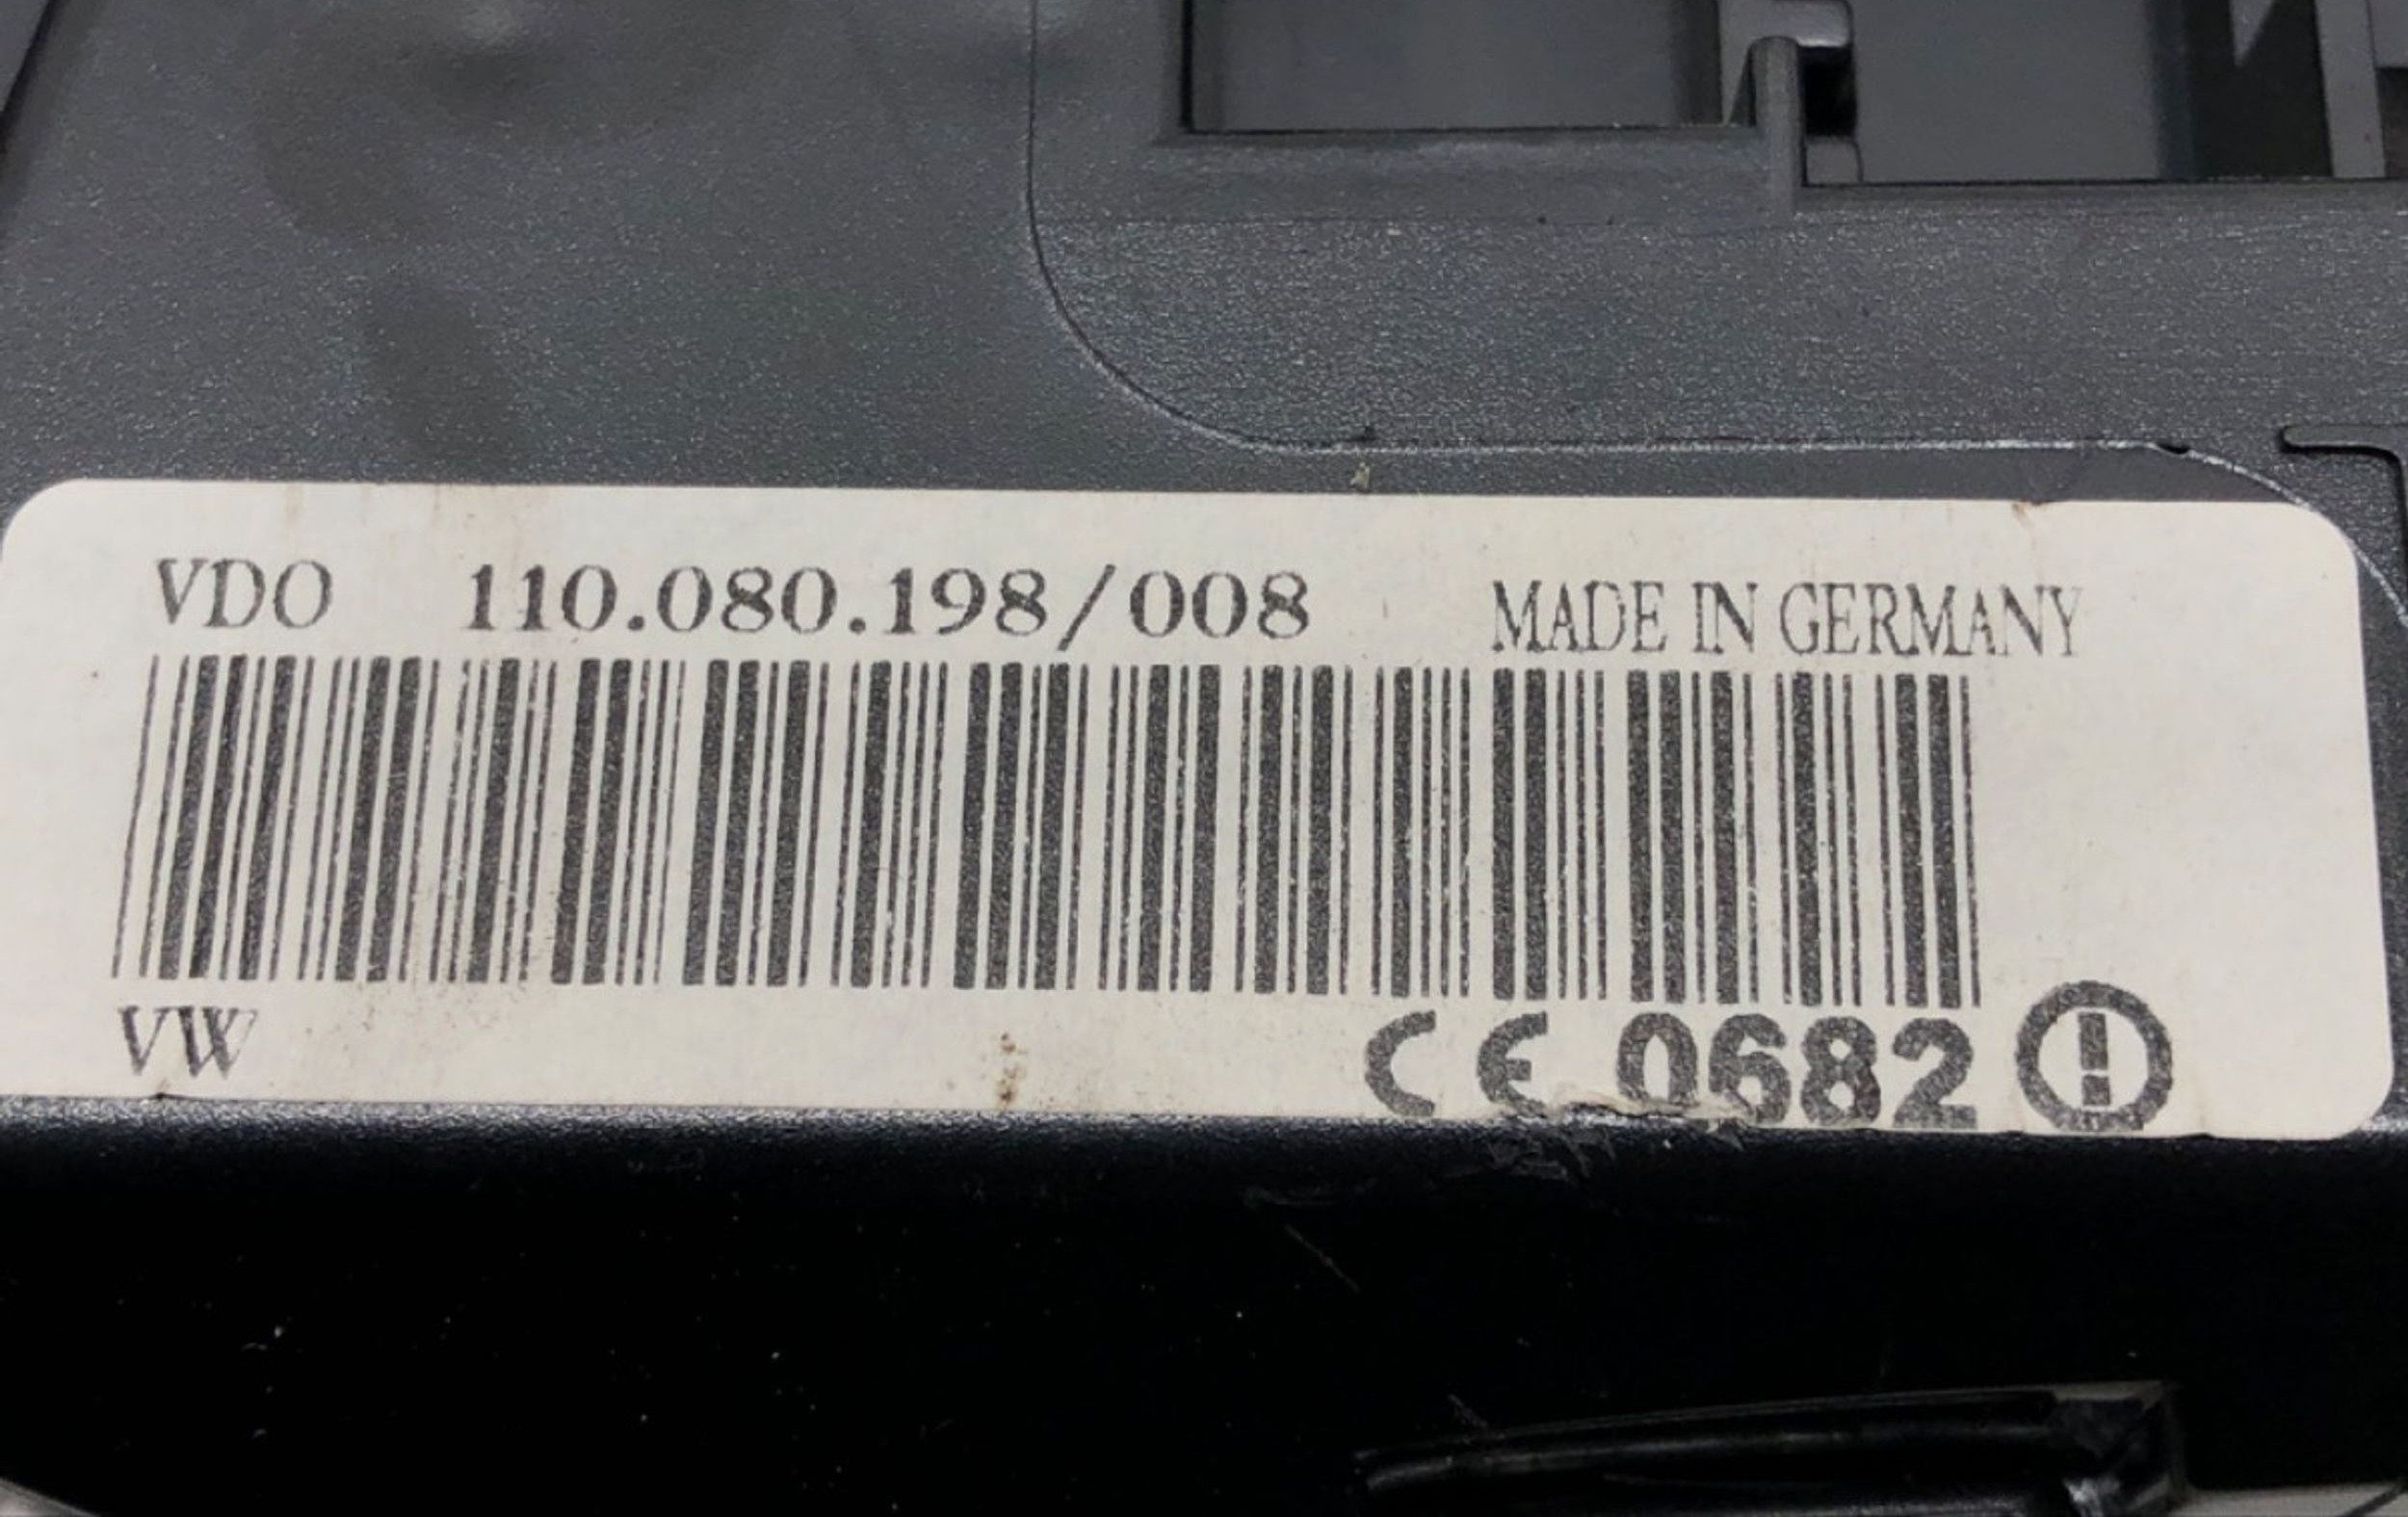 VDO 110.080.198/008 MADE IN GERMANY
VW CE 0682